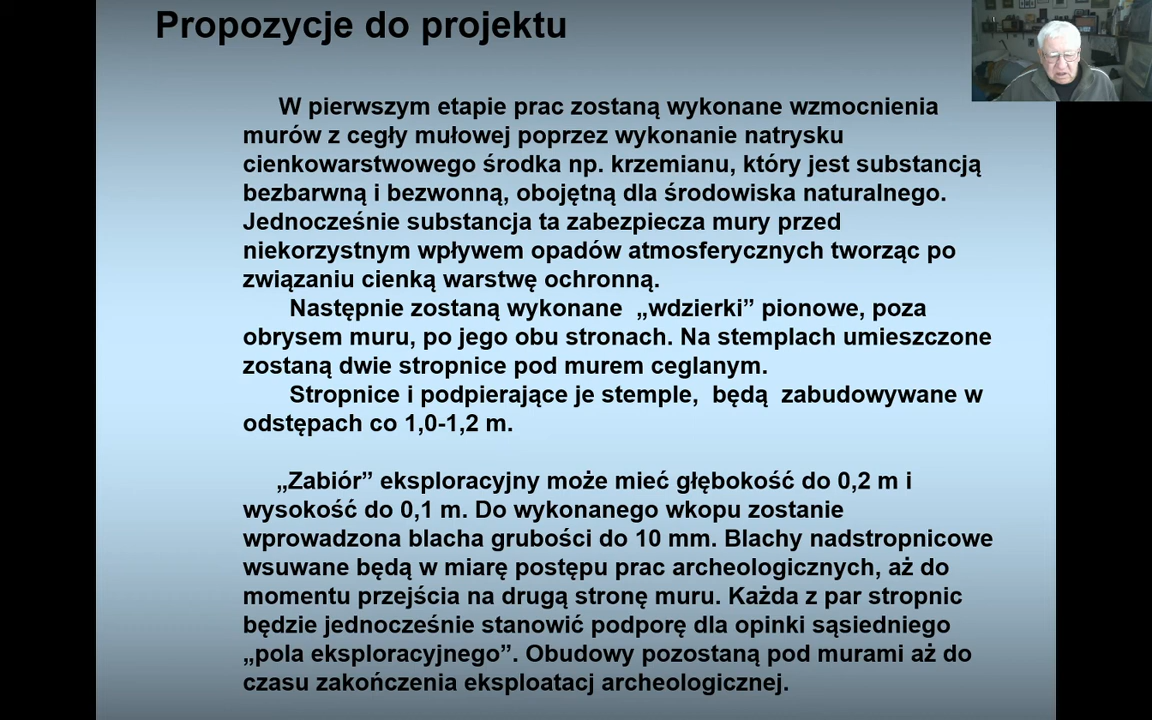 Propozycje do projektu
W pierwszym etapie prac zostaną wykonane wzmocnienia
murów z cegły mułowej poprzez wykonanie natrysku
cienkowarstwowego środka np. krzemianu, który jest substancją
bezbarwną i bezwonną, obojętną dla środowiska naturalnego.
Jednocześnie substancja ta zabezpiecza mury przed
niekorzystnym wpływem opadów atmosferycznych tworząc po
związaniu cienką warstwę ochronną.
Następnie zostaną wykonane „wdzierki” pionowe, poza
obrysem muru, po jego obu stronach. Na stemplach umieszczone
zostaną dwie stropnice pod murem ceglanym.
Stropnice i podpierające je stemple, będą zabudowywane w
odstępach co 1,0-1,2 m.
„Zabiór” eksploracyjny może mieć głębokość do 0,2 m i
wysokość do 0,1 m. Do wykonanego wkopu zostanie
wprowadzona blacha grubości do 10 mm. Blachy nadstropnicowe
wsuwane będą w miarę postępu prac archeologicznych, aż do
momentu przejścia na drugą stronę muru. Każda z par stropnic
będzie jednocześnie stanowić podporę dla opinki sąsiedniego
„pola eksploracyjnego”. Obudowy pozostaną pod murami aż do
czasu zakończenia eksploatacj archeologicznej.